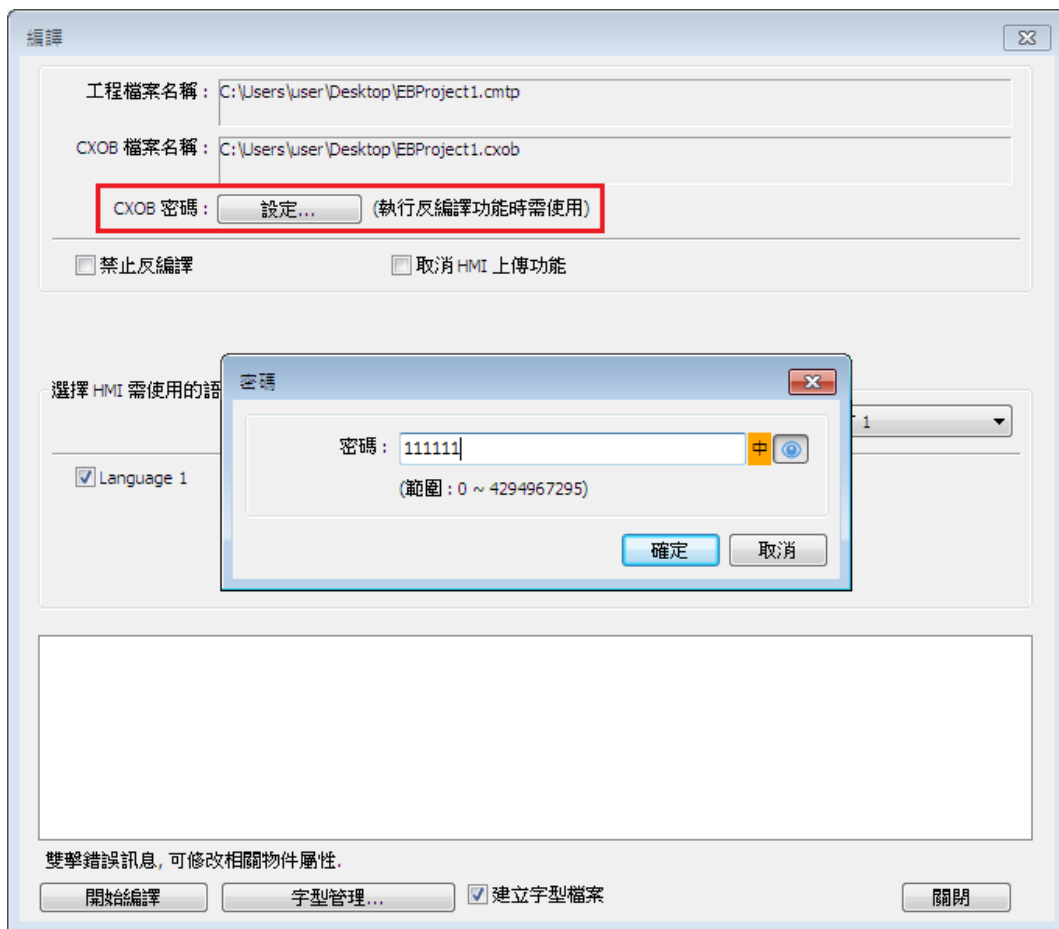 編譯
工程檔案名稱 : C:\Users\user\Desktop\EBProject1.cmtp
CXOB 檔案名稱 : C:\Users\user\Desktop\EBProject1.cxob
CXOB 密碼 : 設定... (執行反編譯功能時需使用)
禁止反編譯 取消 HMI 上傳功能
選擇 HMI 需使用的語
1
Language 1
密碼
密碼 : 111111 中
(範圍 : 0 ~ 4294967295)
確定 取消
雙擊錯誤訊息, 可修改相關物件屬性.
開始編譯 字型管理... 建立字型檔案 關閉